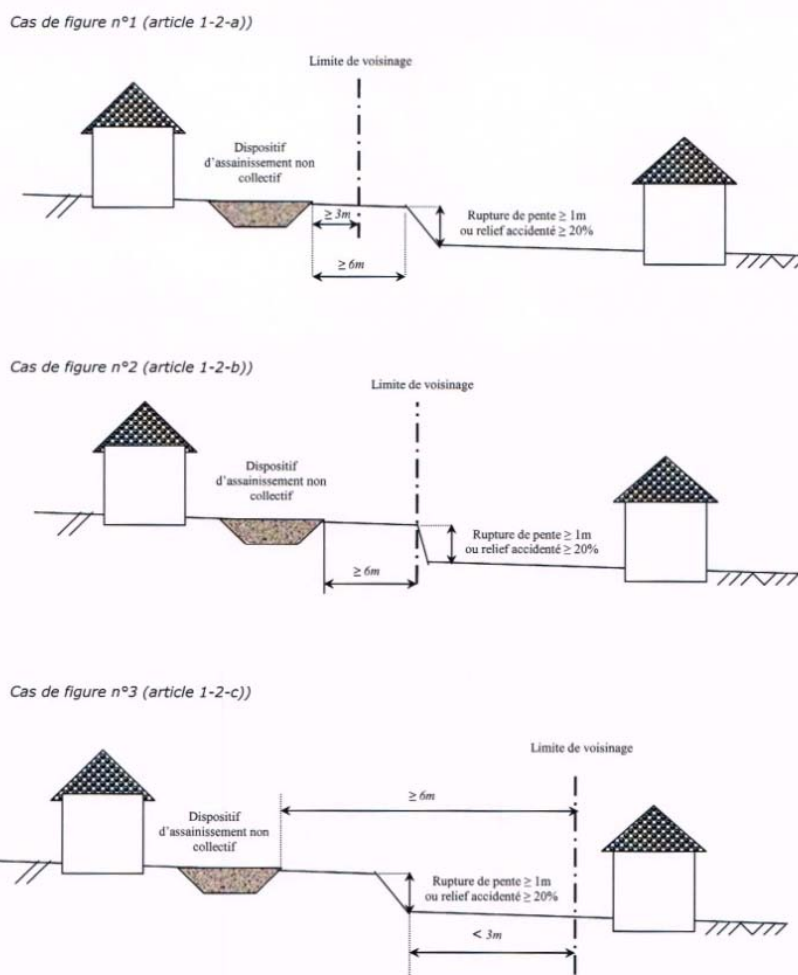 Cas de figure n°1 (article 1-2-a))
Limite de voisinage
Dispositif
d'assainissement non
collectif
≥ 3m
Rupture de pente ≥ 1m
ou relief accidenté ≥ 20%
≥ 6m
Cas de figure n°2 (article 1-2-b))
Limite de voisinage
Dispositif
d'assainissement non
collectif
Rupture de pente ≥ 1m
ou relief accidenté ≥ 20%
≥ 6m
Cas de figure n°3 (article 1-2-c))
Limite de voisinage
≥ 6m
Dispositif
d'assainissement non
collectif
Rupture de pente ≥ 1m
ou relief accidenté ≥ 20%
< 3m